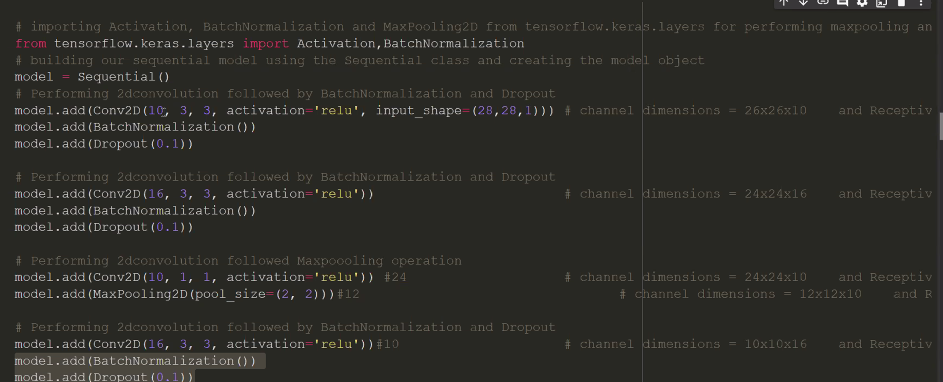 # importing Activation, BatchNormalization and MaxPooling2D from tensorflow.keras.layers for performing maxpooling an
from tensorflow.keras.layers import Activation,BatchNormalization
# building our sequential model using the Sequential class and creating the model object
model = Sequential()
# Performing 2dconvolution followed by BatchNormalization and Dropout
model.add(Conv2D(10, 3, 3, activation='relu', input_shape=(28,28,1))) # channel dimensions = 26x26x10    and Receptiv
model.add(BatchNormalization())
model.add(Dropout(0.1))
# Performing 2dconvolution followed by BatchNormalization and Dropout
model.add(Conv2D(16, 3, 3, activation='relu')) # channel dimensions = 24x24x16    and Receptiv
model.add(BatchNormalization())
model.add(Dropout(0.1))
# Performing 2dconvolution followed Maxpoooling operation
model.add(Conv2D(10, 1, 1, activation='relu')) #24 # channel dimensions = 24x24x10    and Receptiv
model.add(MaxPooling2D(pool_size=(2, 2)))#12 # channel dimensions = 12x12x10    and R
# Performing 2dconvolution followed by BatchNormalization and Dropout
model.add(Conv2D(16, 3, 3, activation='relu'))#10 # channel dimensions = 10x10x16    and Receptiv
model.add(BatchNormalization())
model.add(Dropout(0.1))